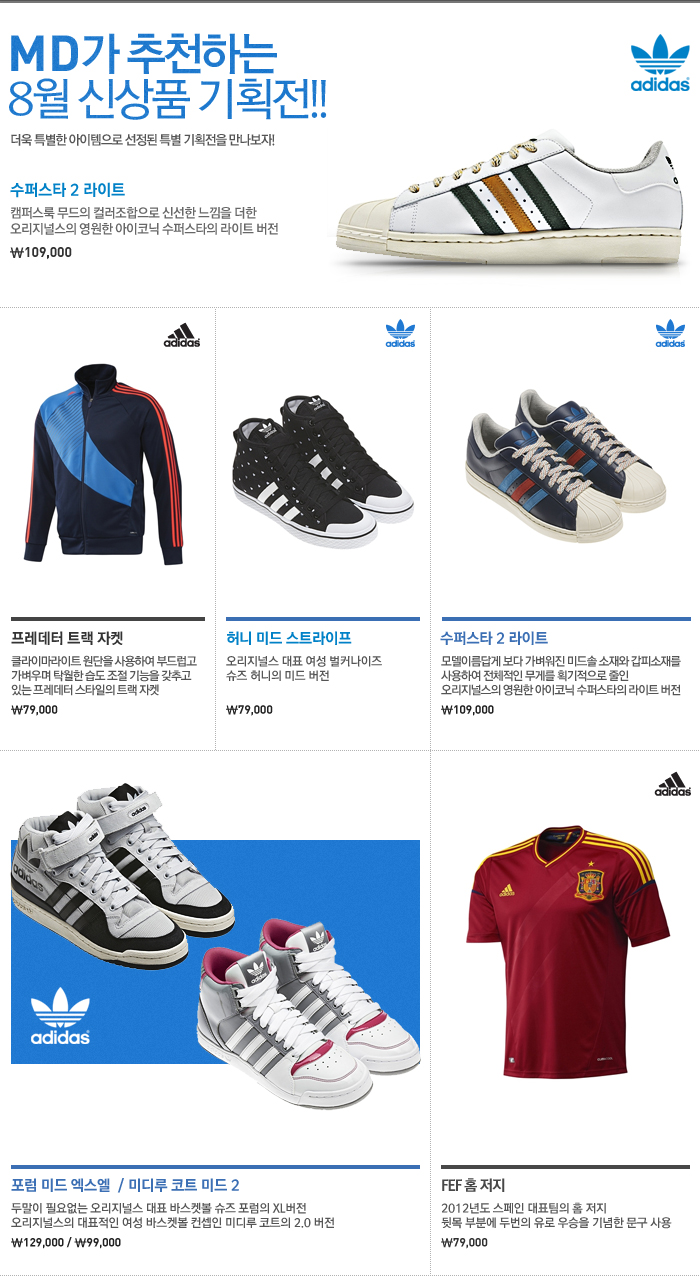 MD가 추천하는
8월 신상품 기획전!!
adidas
더욱 특별한 아이템으로 선정된 특별 기획전을 만나보자!
수퍼스타 2 라이트
캠퍼스룩 무드의 컬러조합으로 신선한 느낌을 더한
오리지널스의 영원한 아이코닉 수퍼스타의 라이트 버전
₩109,000
adidas
adidas
adidas
프레데터 트랙 자켓
클라이마라이트 원단을 사용하여 부드럽고
가벼우며 탁월한 습도 조절 기능을 갖추고
있는 프레데터 스타일의 트랙 자켓
₩79,000
허니 미드 스트라이프
오리지널스 대표 여성 벌커나이즈
슈즈 허니의 미드 버전
₩79,000
수퍼스타 2 라이트
모델이름답게 보다 가벼워진 미드솔 소재와 갑피소재를
사용하여 전체적인 무게를 획기적으로 줄인
오리지널스의 영원한 아이코닉 수퍼스타의 라이트 버전
₩109,000
adidas
adidas
adidas
포럼 미드 엑스엘 / 미디루 코트 미드 2
두말이 필요없는 오리지널스 대표 바스켓볼 슈즈 포럼의 XL버전
오리지널스의 대표적인 여성 바스켓볼 컨셉인 미디루 코트의 2.0 버전
₩129,000 / ₩99,000
FEF 홈 저지
2012년도 스페인 대표팀의 홈 저지
뒷목 부분에 두번의 유로 우승을 기념한 문구 사용
₩79,000